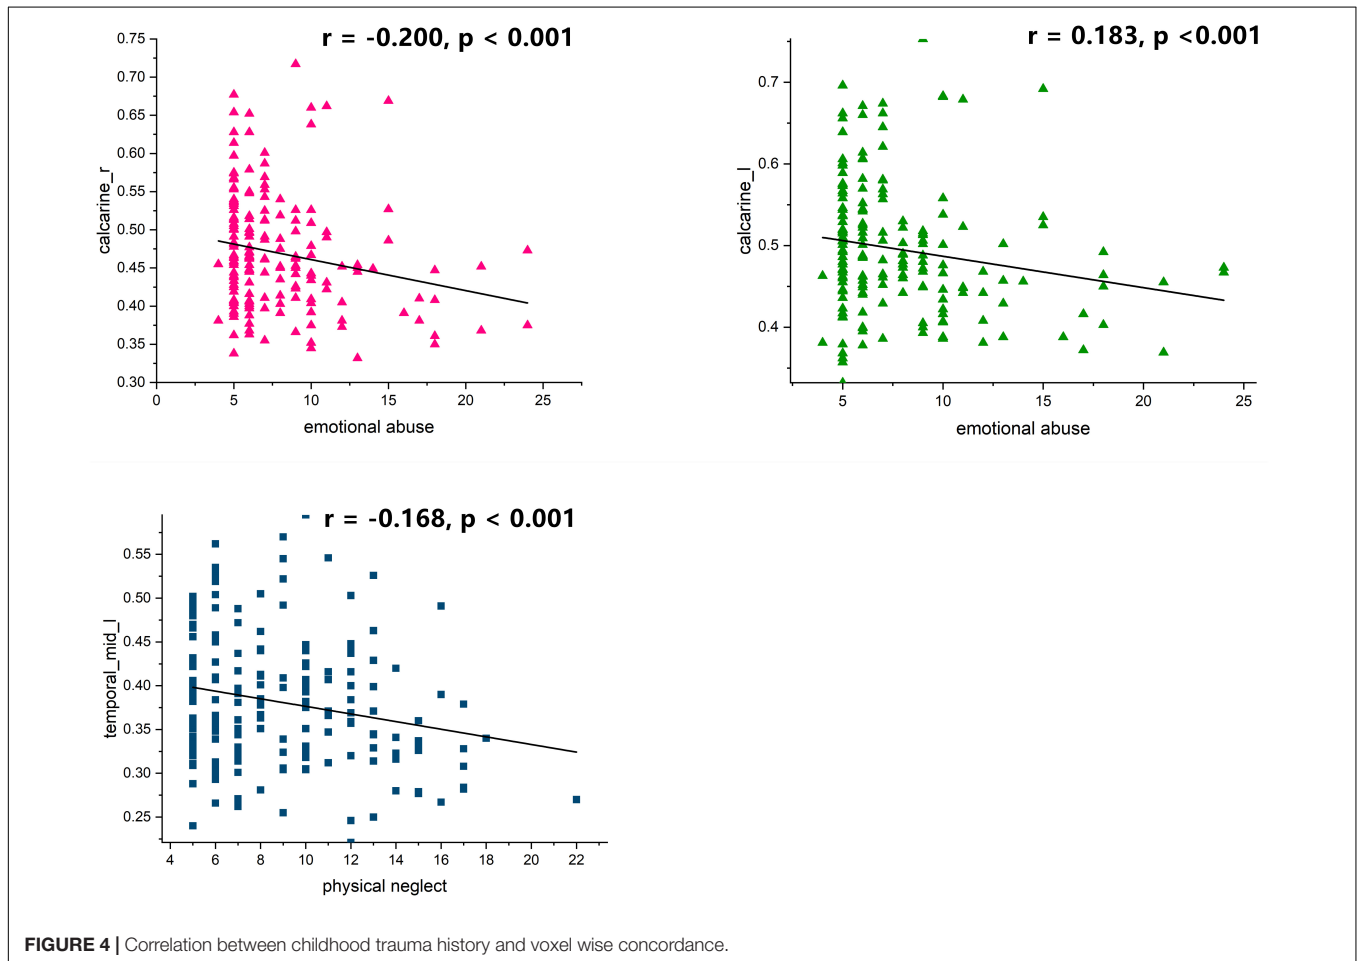 r = -0.200, p < 0.001
0.75
0.70
0.65
0.60
0.55
0.50
0.45
0.40
0.35
0.30
calcarine_r
0 5 10 15 20 25
emotional abuse
r = 0.183, p <0.001
0.7
0.6
0.5
0.4
calcarine_l
5 10 15 20 25
emotional abuse
r = -0.168, p < 0.001
0.55
0.50
0.45
0.40
0.35
0.30
0.25
temporal_mid_l
4 6 8 10 12 14 16 18 20 22
physical neglect
FIGURE 4 | Correlation between childhood trauma history and voxel wise concordance.